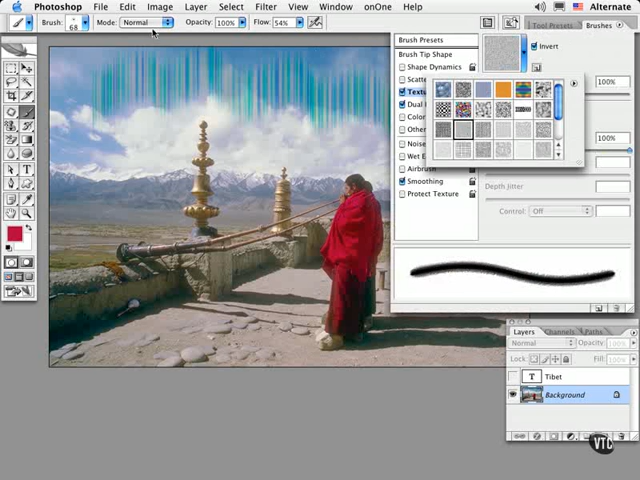 Photoshop File Edit Image Layer Select Filter View Window onOne Help Alternate
Brush: 68 Mode: Normal Opacity: 100% Flow: 54% Tool Presets Brushes
Brush Presets
Brush Tip Shape
Invert
Shape Dynamics
Scatte
100%
Textu
Dual
Color
Other
100%
Noise
Wet E
Airbrush
Smoothing
Depth Jitter
Protect Texture
Control: Off
Layers Channels Paths
Normal Opacity: 100%
Lock: Fill: 100%
T Tibet
Background
VTC